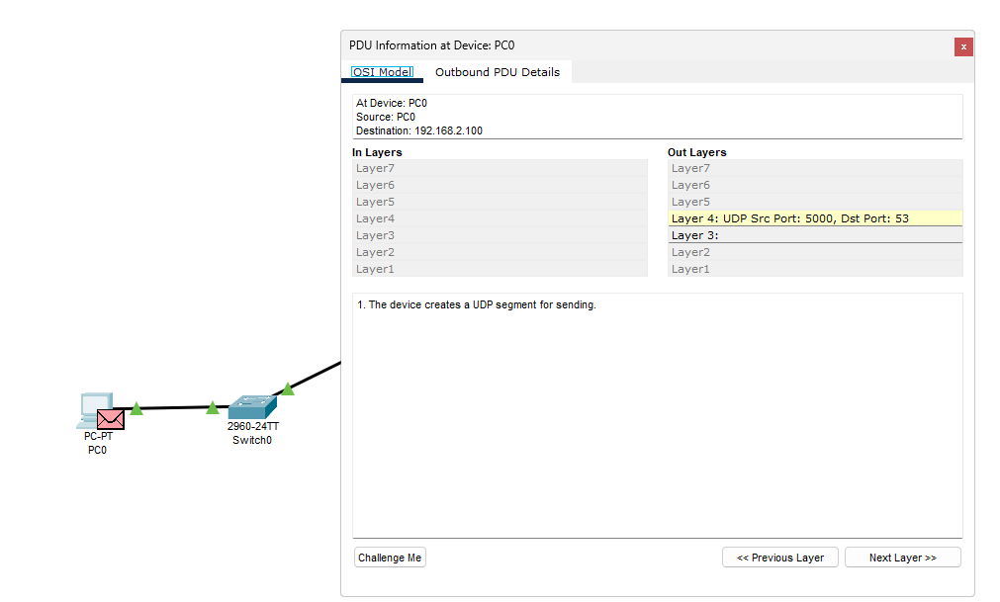 PDU Information at Device: PC0
x
OSI Model
Outbound PDU Details
At Device: PC0
Source: PC0
Destination: 192.168.2.100
In Layers
Layer7
Layer6
Layer5
Layer4
Layer3
Layer2
Layer1
Out Layers
Layer7
Layer6
Layer5
Layer 4: UDP Src Port: 5000, Dst Port: 53
Layer 3:
Layer2
Layer1
1. The device creates a UDP segment for sending.
Challenge Me
<< Previous Layer
Next Layer >>
PC-PT
PC0
2960-24TT
Switch0